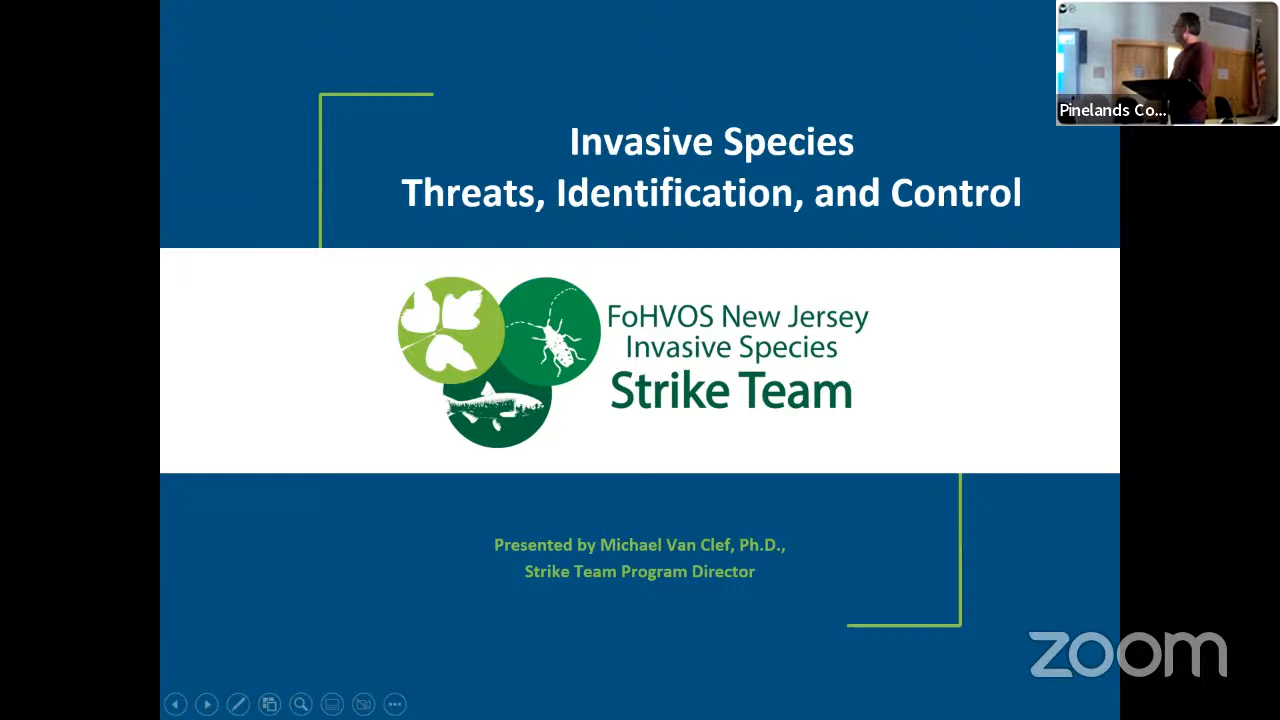 Pinelands Co...
Invasive Species
Threats, Identification, and Control
FoHVOS New Jersey
Invasive Species
Strike Team
Presented by Michael Van Clef, Ph.D.,
Strike Team Program Director
zoom